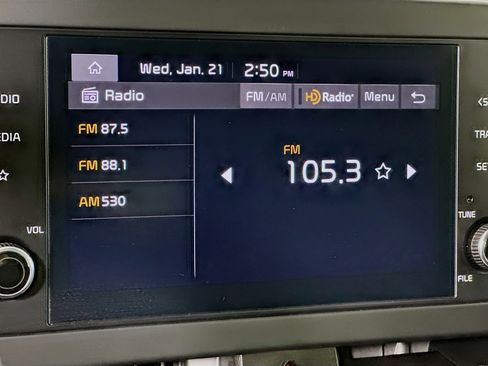 Wed, Jan. 21 2:50 PM
Radio FM/AM HD Radio Menu
FM 87.5
FM 88.1
AM 530
FM
105.3
VOL
TUNE
FILE